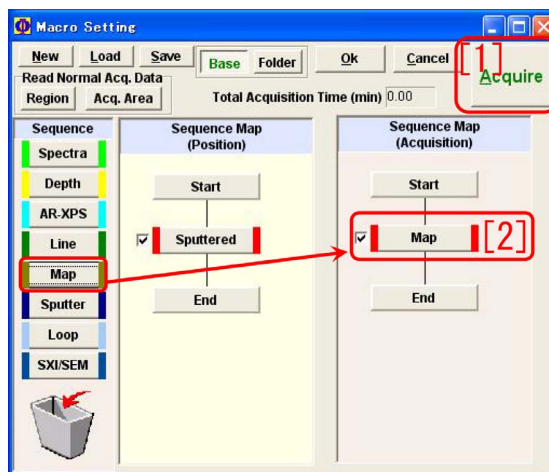 Macro Setting
New Load Save Base Folder Ok Cancel [1] Acquire
Read Normal Acq. Data
Region Acq. Area Total Acquisition Time (min) 0.00
Sequence
Spectra
Depth
AR-XPS
Line
Map
Sputter
Loop
SXI/SEM
Sequence Map
(Position)
Start
Sputtered
End
Sequence Map
(Acquisition)
Start
Map [2]
End